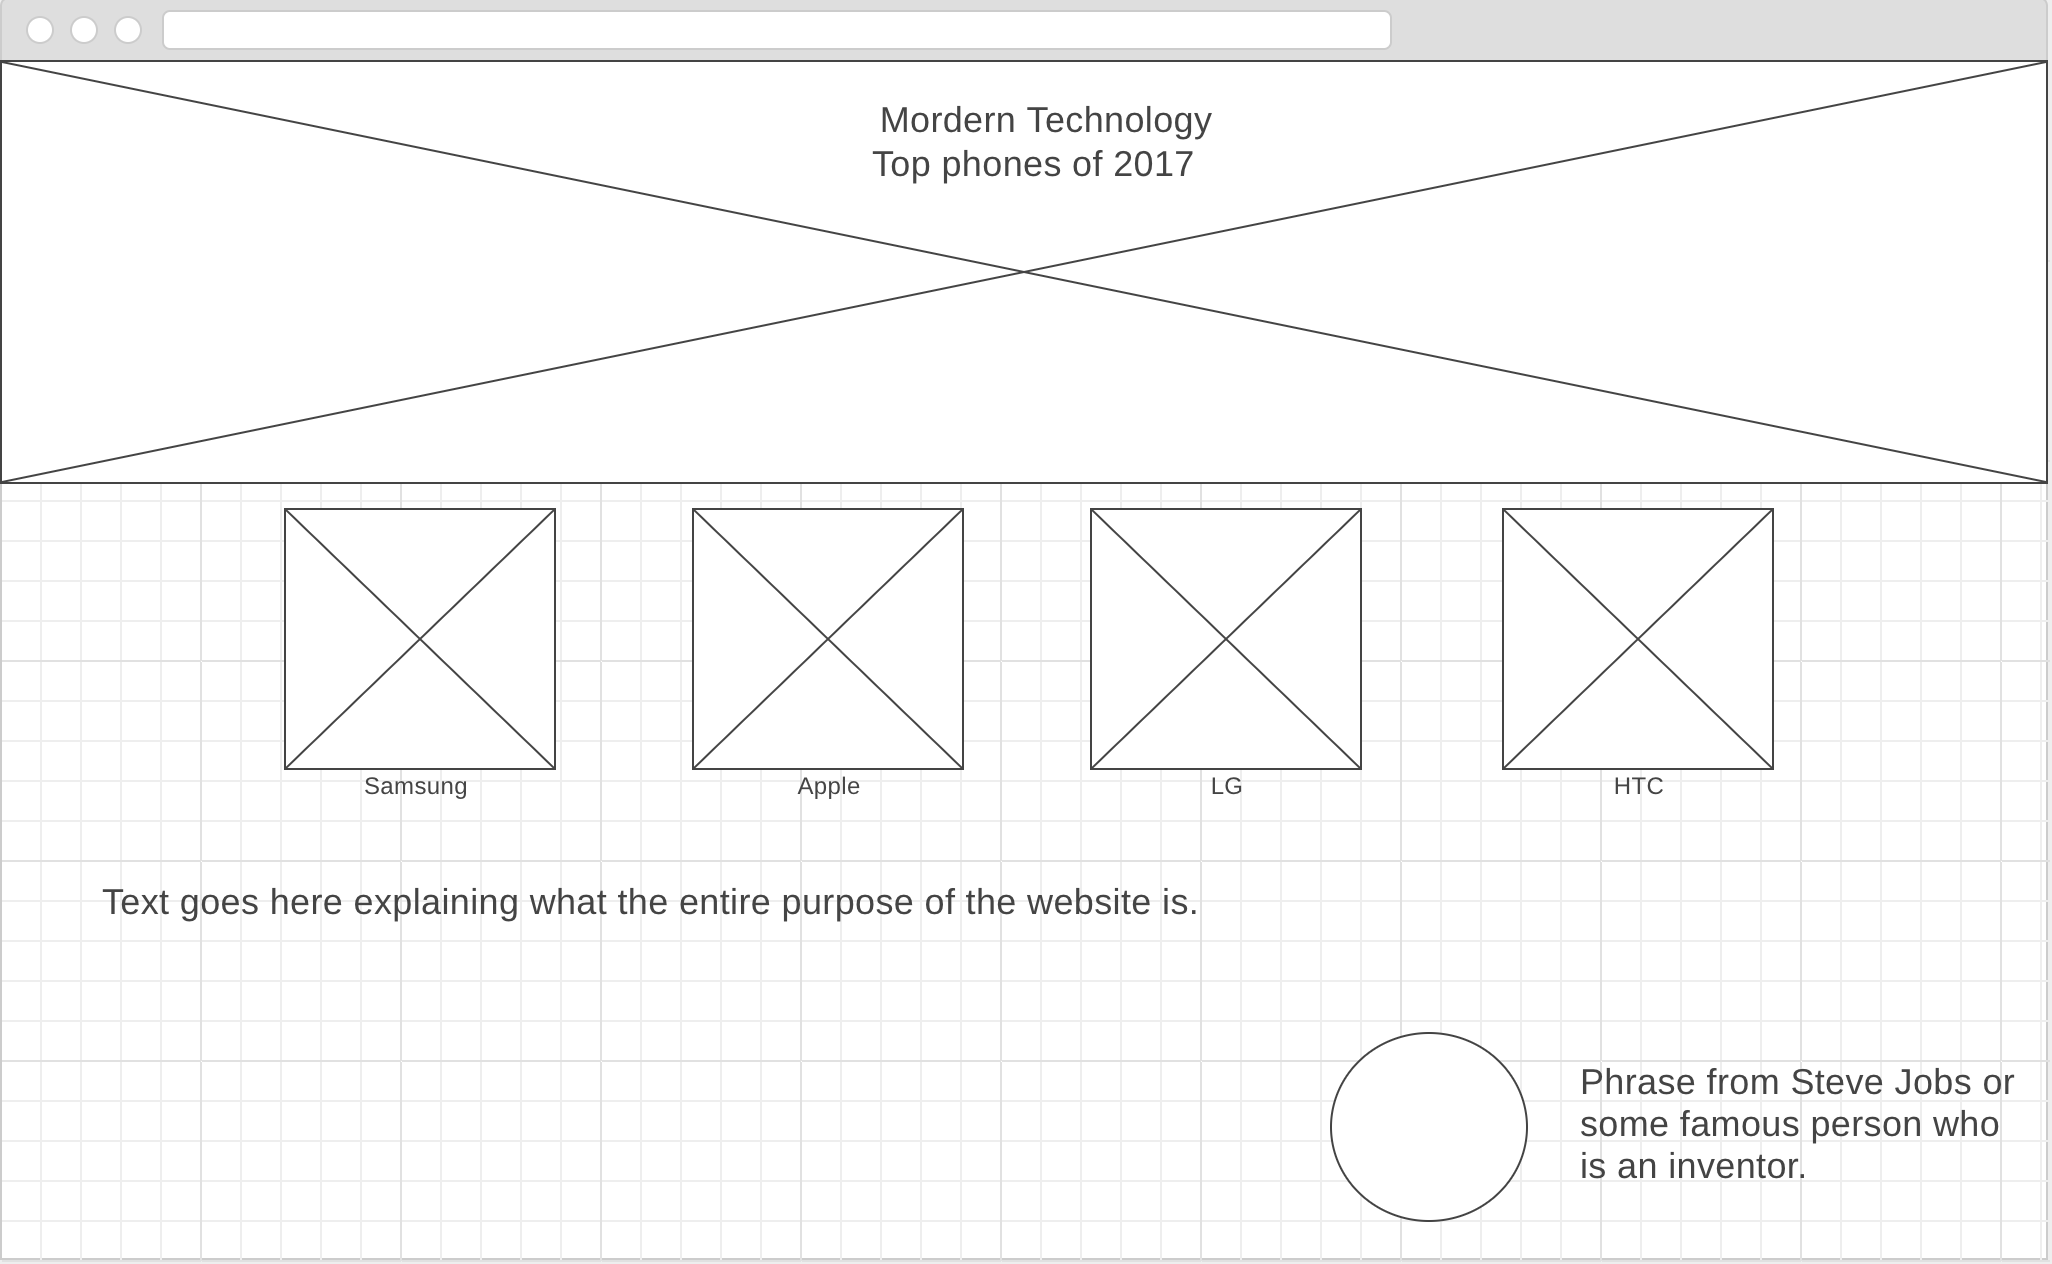 Mordern Technology
Top phones of 2017
Samsung
Apple
LG
HTC
Text goes here explaining what the entire purpose of the website is.
Phrase from Steve Jobs or
some famous person who
is an inventor.